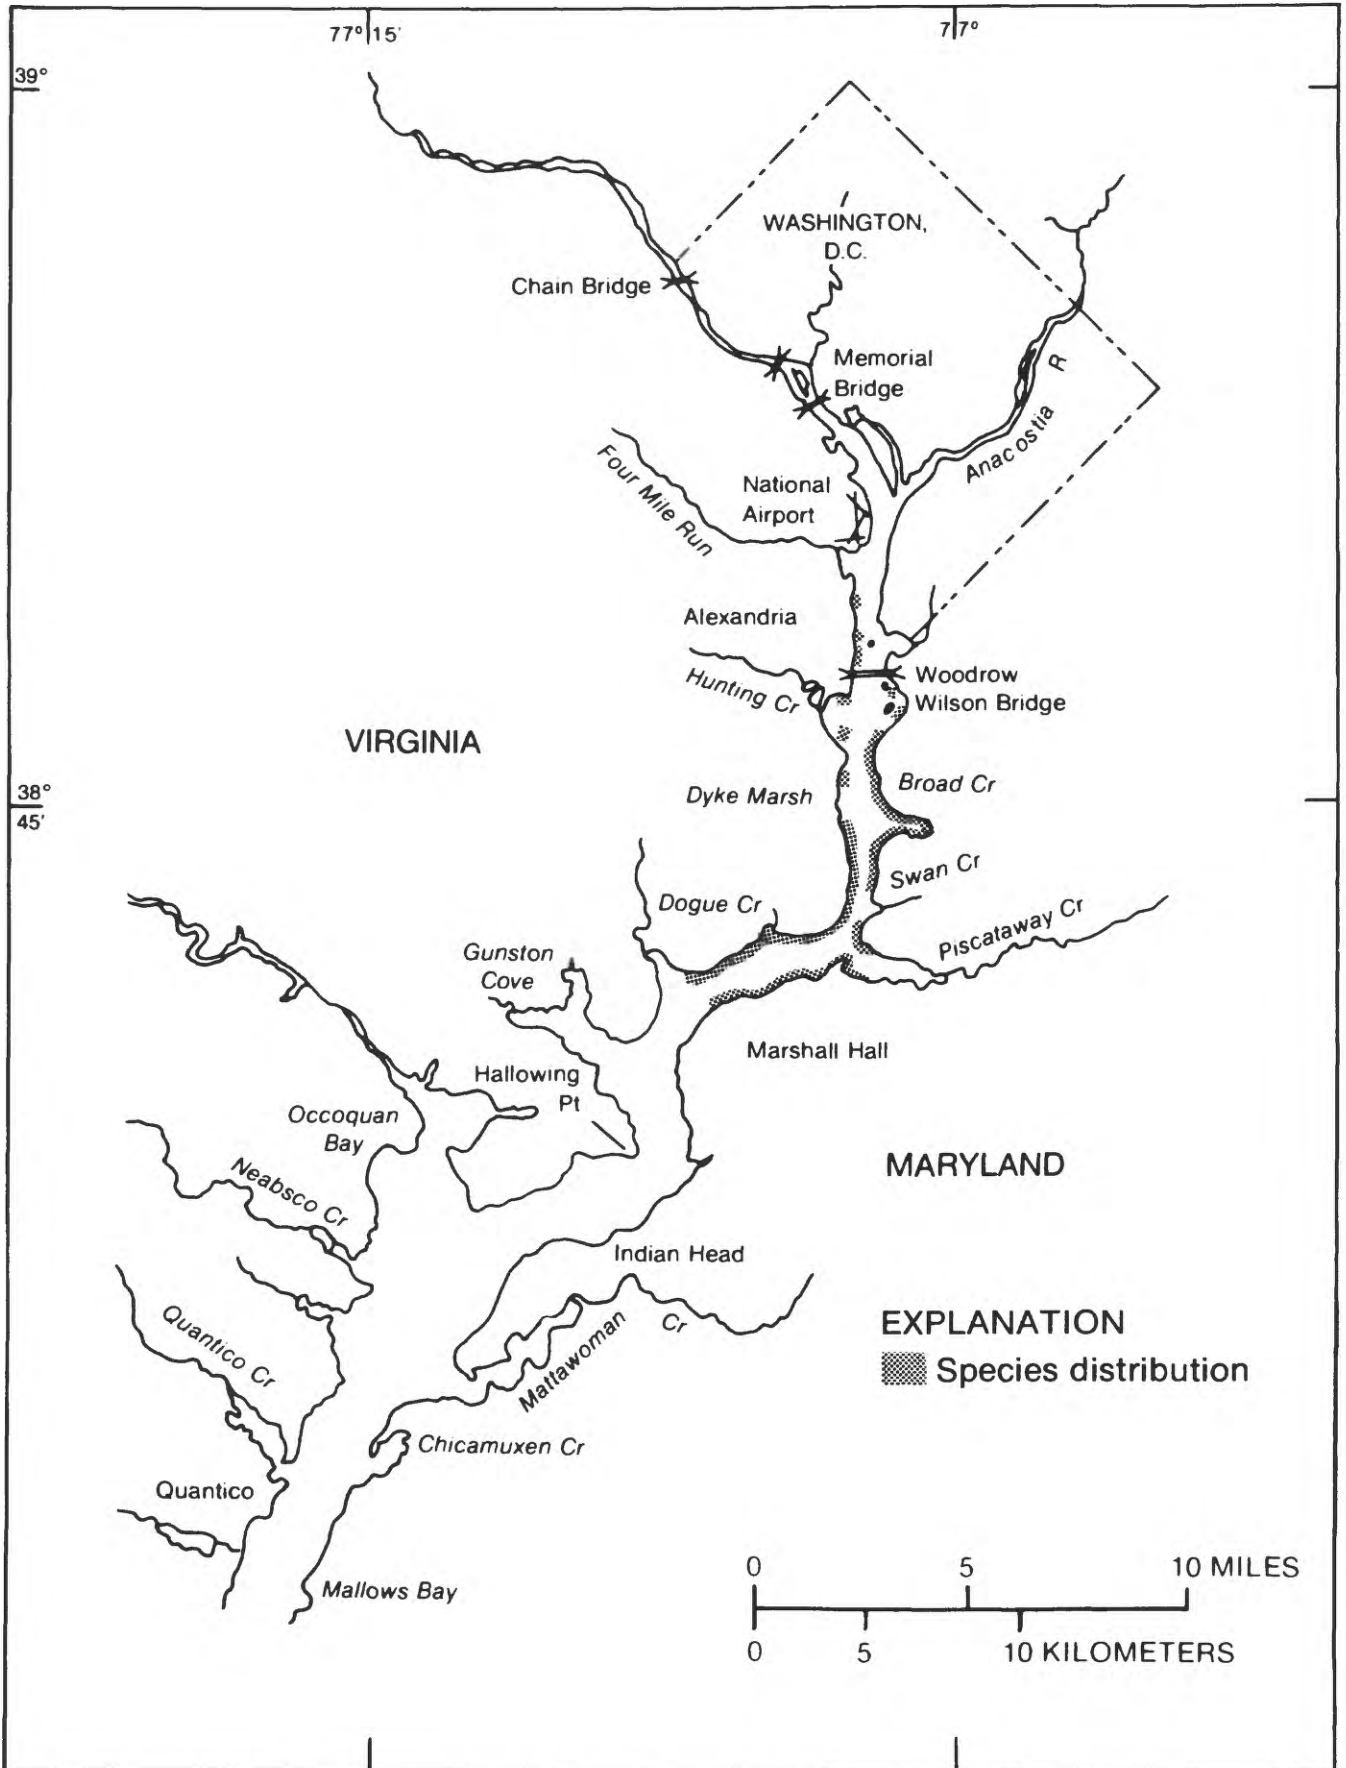 77° 15'
77°
39°
WASHINGTON,
D.C.
Chain Bridge
Memorial
Bridge
Anacostia R
Four Mile Run
National
Airport
Alexandria
Hunting Cr
Woodrow
Wilson Bridge
VIRGINIA
38°
45'
Dyke Marsh
Broad Cr
Swan Cr
Dogue Cr
Piscataway Cr
Gunston
Cove
Marshall Hall
Hallowing
Pt
Occoquan
Bay
Neabsco Cr
MARYLAND
Indian Head
Quantico Cr
Mattawoman Cr
EXPLANATION
Species distribution
Chicamuxen Cr
Quantico
Mallows Bay
0 5 10 MILES
0 5 10 KILOMETERS